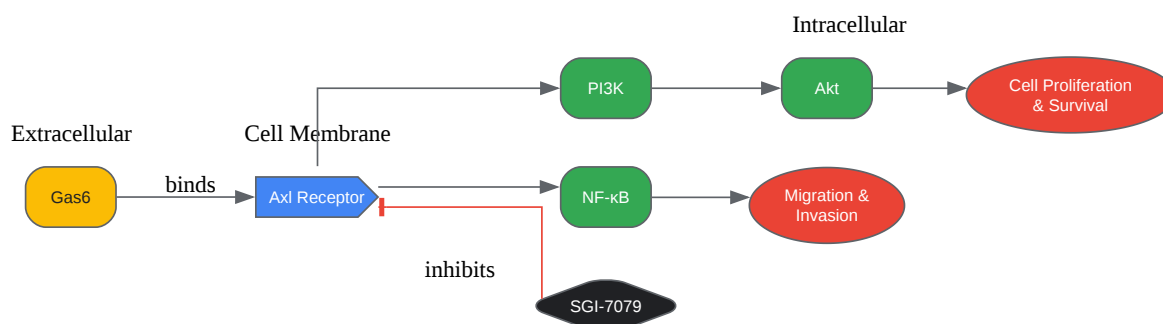 Intracellular
PI3K
Akt
Cell Proliferation
& Survival
Extracellular
Cell Membrane
Gas6
binds
Axl Receptor
NF-κB
Migration &
Invasion
inhibits
SGI-7079